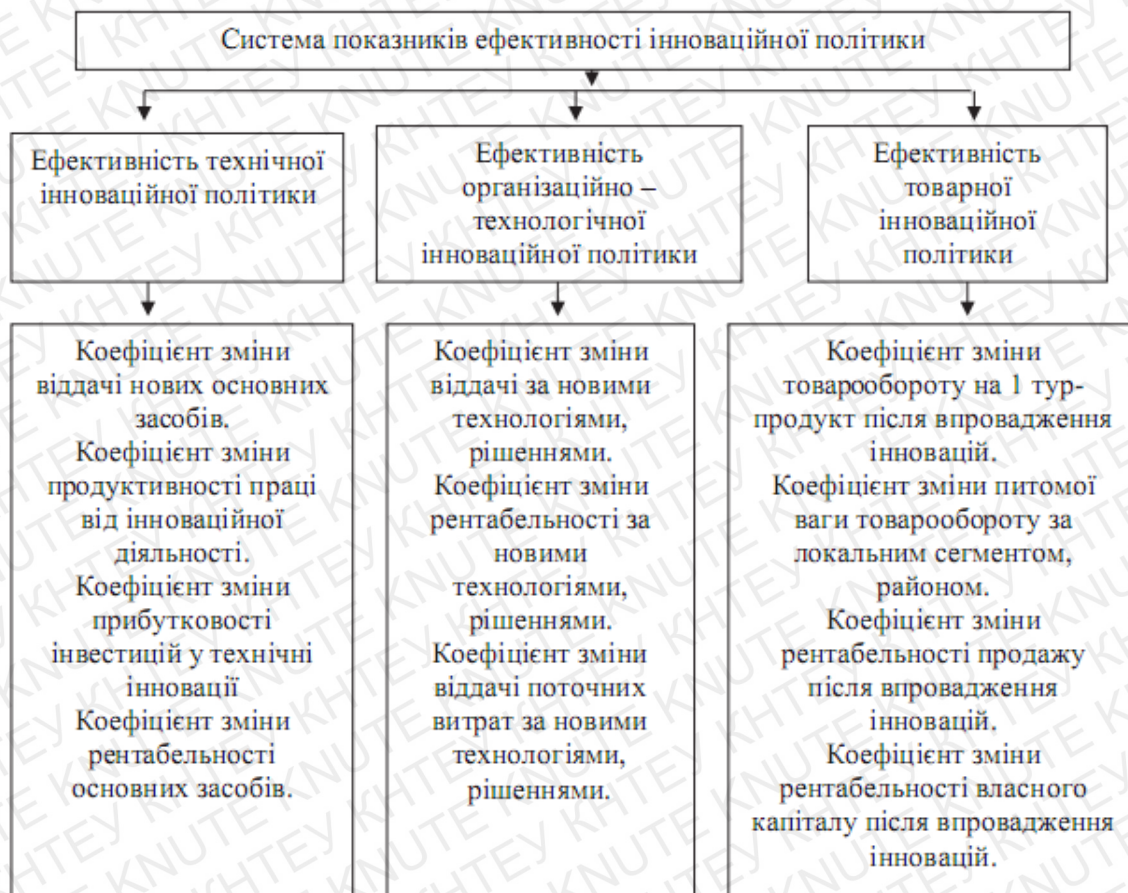 Система показників ефективності інноваційної політики
Ефективність технічної
інноваційної політики
Ефективність
організаційно –
технологічної
інноваційної політики
Ефективність
товарної
інноваційної
політики
Коефіцієнт зміни
віддачі нових основних
засобів.
Коефіцієнт зміни
продуктивності праці
від інноваційної
діяльності.
Коефіцієнт зміни
прибутковості
інвестицій у технічні
інновації
Коефіцієнт зміни
рентабельності
основних засобів.
Коефіцієнт зміни
віддачі за новими
технологіями,
рішеннями.
Коефіцієнт зміни
рентабельності за
новими
технологіями,
рішеннями.
Коефіцієнт зміни
віддачі поточних
витрат за новими
технологіями,
рішеннями.
Коефіцієнт зміни
товарообороту на 1 тур-
продукт після впровадження
інновацій.
Коефіцієнт зміни питомої
ваги товарообороту за
локальним сегментом,
районом.
Коефіцієнт зміни
рентабельності продажу
після впровадження
інновацій.
Коефіцієнт зміни
рентабельності власного
капіталу після впровадження
інновацій.